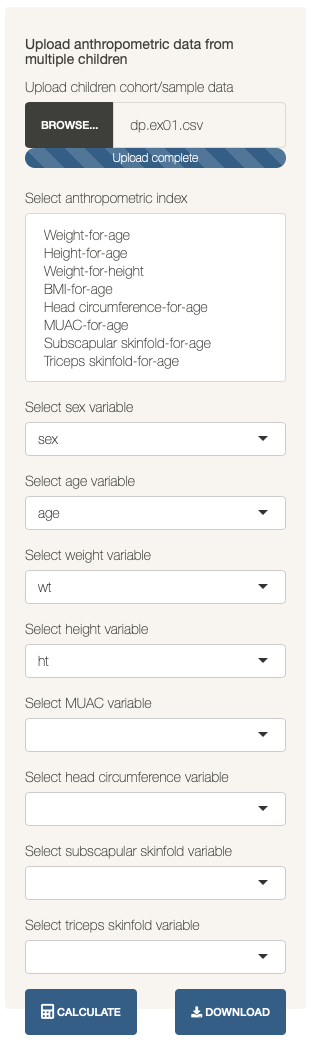 Upload anthropometric data from
multiple children
Upload children cohort/sample data
BROWSE...
dp.ex01.csv
Upload complete
Select anthropometric index
Weight-for-age
Height-for-age
Weight-for-height
BMI-for-age
Head circumference-for-age
MUAC-for-age
Subscapular skinfold-for-age
Triceps skinfold-for-age
Select sex variable
sex
Select age variable
age
Select weight variable
wt
Select height variable
ht
Select MUAC variable
Select head circumference variable
Select subscapular skinfold variable
Select triceps skinfold variable
CALCULATE
DOWNLOAD